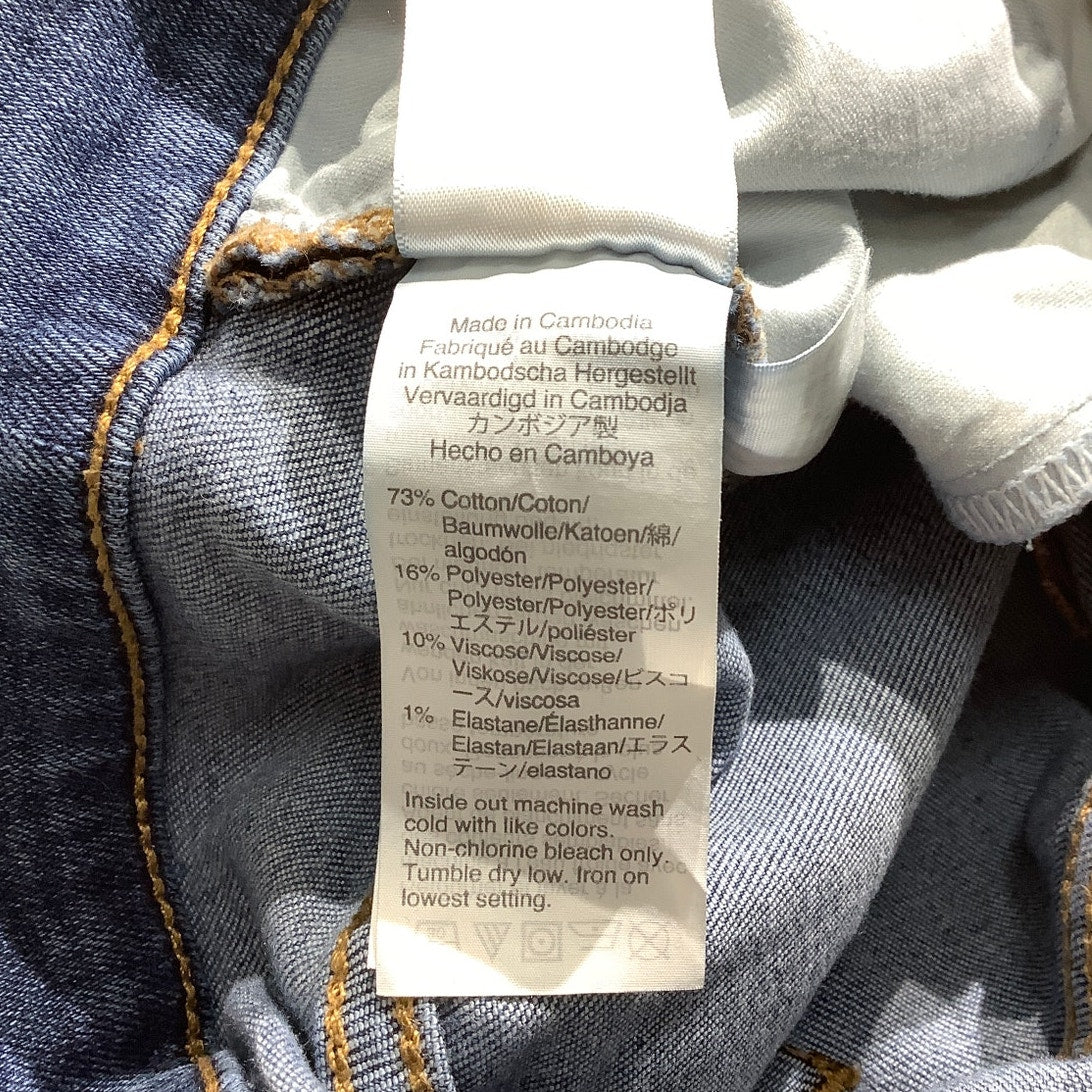 Made in Cambodia
Fabriqué au Cambodge
in Kambodscha Hergestellt
Vervaardigd in Cambodja
カンボジア製
Hecho en Camboya
73% Cotton/Coton/
Baumwolle/Katoen/綿/
algodón
16% Polyester/Polyester/
Polyester/Polyester/ポリ
エステル/poliéster
10% Viscose/Viscose/
Viskose/Viscose/ビスコ
ース/viscosa
1% Elastane/Élasthanne/
Elastan/Elastaan/エラス
テーン/elastano
Inside out machine wash
cold with like colors.
Non-chlorine bleach only.
Tumble dry low. Iron on
lowest setting.